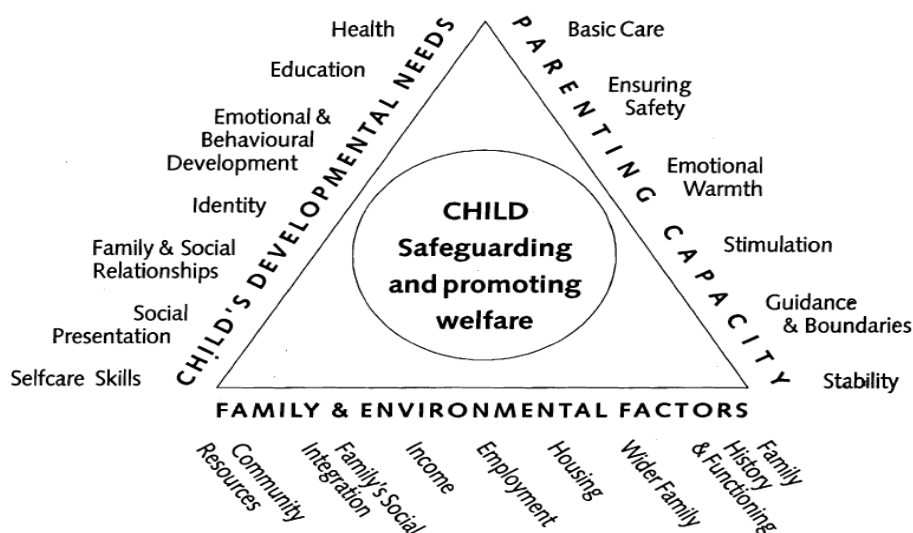 Health
Education
Emotional &
Behavioural
Development
Identity
Family & Social
Relationships
Social
Presentation
Selfcare Skills
CHILD'S DEVELOPMENTAL NEEDS
PARENTING CAPACITY
Basic Care
Ensuring
Safety
Emotional
Warmth
Stimulation
Guidance
& Boundaries
Stability
CHILD
Safeguarding
and promoting
welfare
FAMILY & ENVIRONMENTAL FACTORS
Community
Resources
Family's Social
Integration
Income
Employment
Housing
Wider Family
Family
History
& Functioning